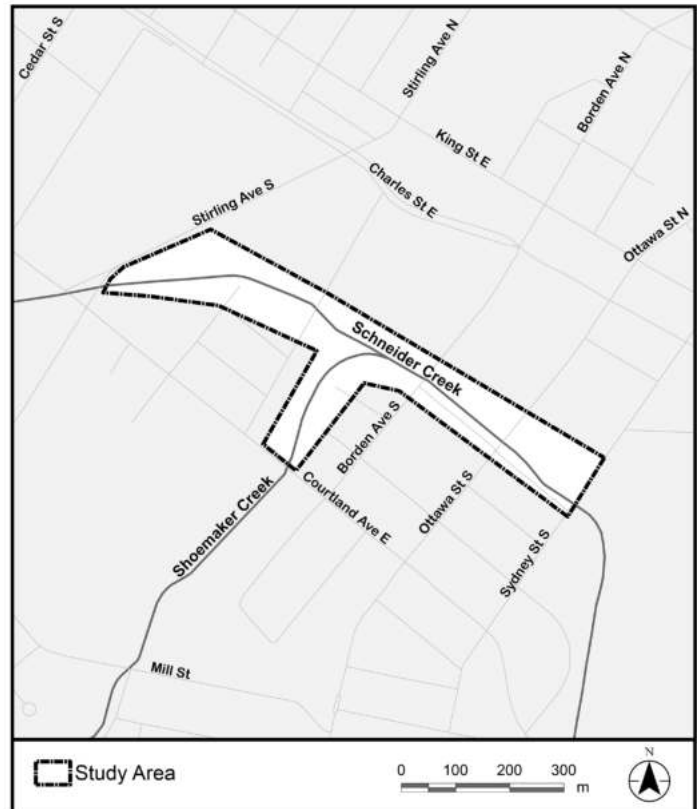 Cedar St S
Stirling Ave N
Borden Ave N
King St E
Charles St E
Stirling Ave S
Ottawa St N
Schneider Creek
Borden Ave S
Shoemaker Creek
Courtland Ave E
Ottawa St S
Sydney St S
Mill St
Study Area
0 100 200 300
m
N